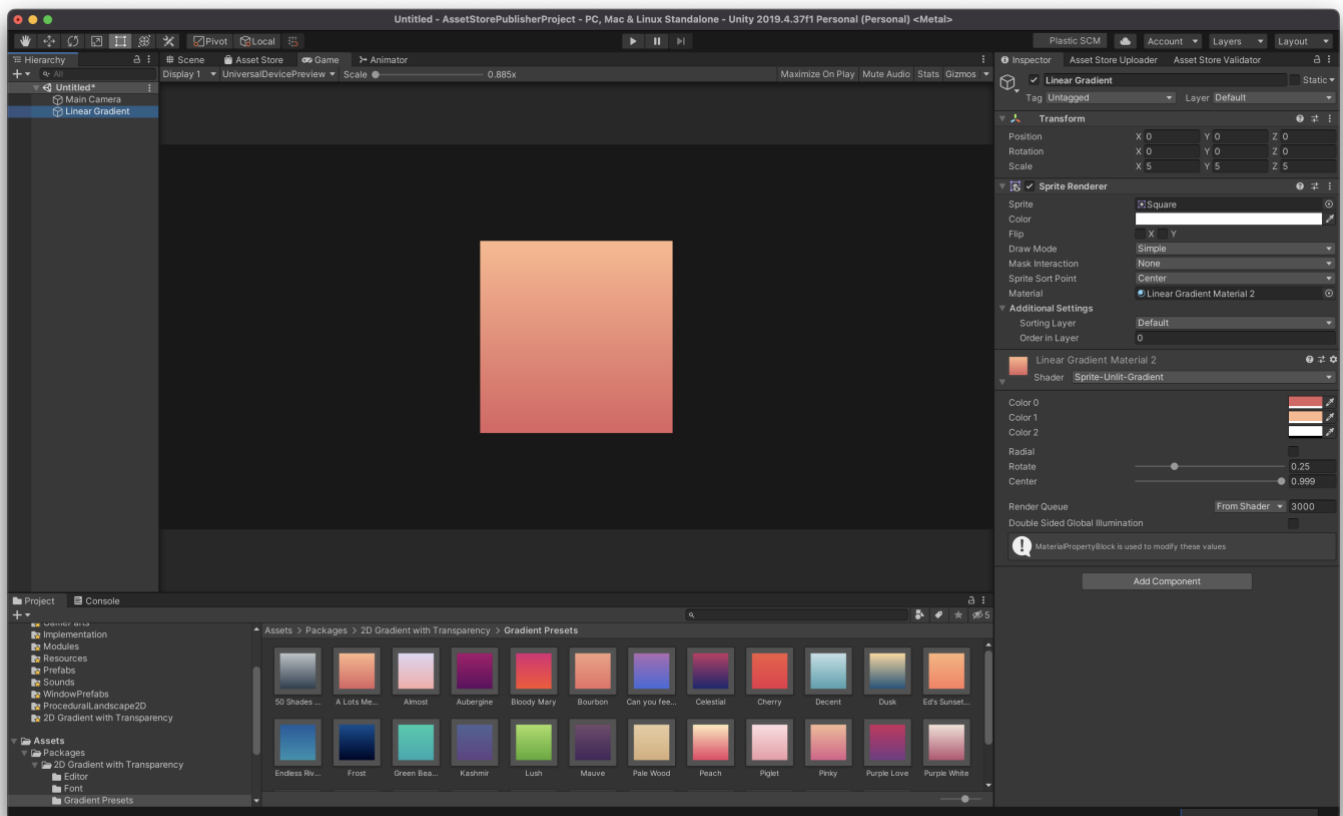 Untitled - AssetStorePublisherProject - PC, Mac & Linux Standalone - Unity 2019.4.37f1 Personal (Personal) <Metal>
Pivot Local Plastic SCM Account Layers Layout
Hierarchy
All
Untitled*
Main Camera
Linear Gradient
Scene Asset Store Game Animator
Display 1 UniversalDevicePreview Scale 0.885x Maximize On Play Mute Audio Stats Gizmos
Inspector Asset Store Uploader Asset Store Validator
Linear Gradient Static
Tag Untagged Layer Default
Transform
Position X 0 Y 0 Z 0
Rotation X 0 Y 0 Z 0
Scale X 5 Y 5 Z 5
Sprite Renderer
Sprite Square
Color
Flip X Y
Draw Mode Simple
Mask Interaction None
Sprite Sort Point Center
Material Linear Gradient Material 2
Additional Settings
Sorting Layer Default
Order in Layer 0
Linear Gradient Material 2
Shader Sprite-Unlit-Gradient
Color 0
Color 1
Color 2
Radial
Rotate 0.25
Center 0.999
Render Queue From Shader 3000
Double Sided Global Illumination
MaterialPropertyBlock is used to modify these values
Add Component
Project Console
5
Implementation
Modules
Resources
Prefabs
Sounds
WindowPrefabs
ProceduralLandscape2D
2D Gradient with Transparency
Assets
Packages
2D Gradient with Transparency
Editor
Font
Gradient Presets
Assets > Packages > 2D Gradient with Transparency > Gradient Presets
50 Shades ... A Lots Me... Almost Aubergine Bloody Mary Bourbon Can you fee... Celestial Cherry Decent Dusk Ed's Sunset...
Endless Riv... Frost Green Bea... Kashmir Lush Mauve Pale Wood Peach Piglet Pinky Purple Love Purple White